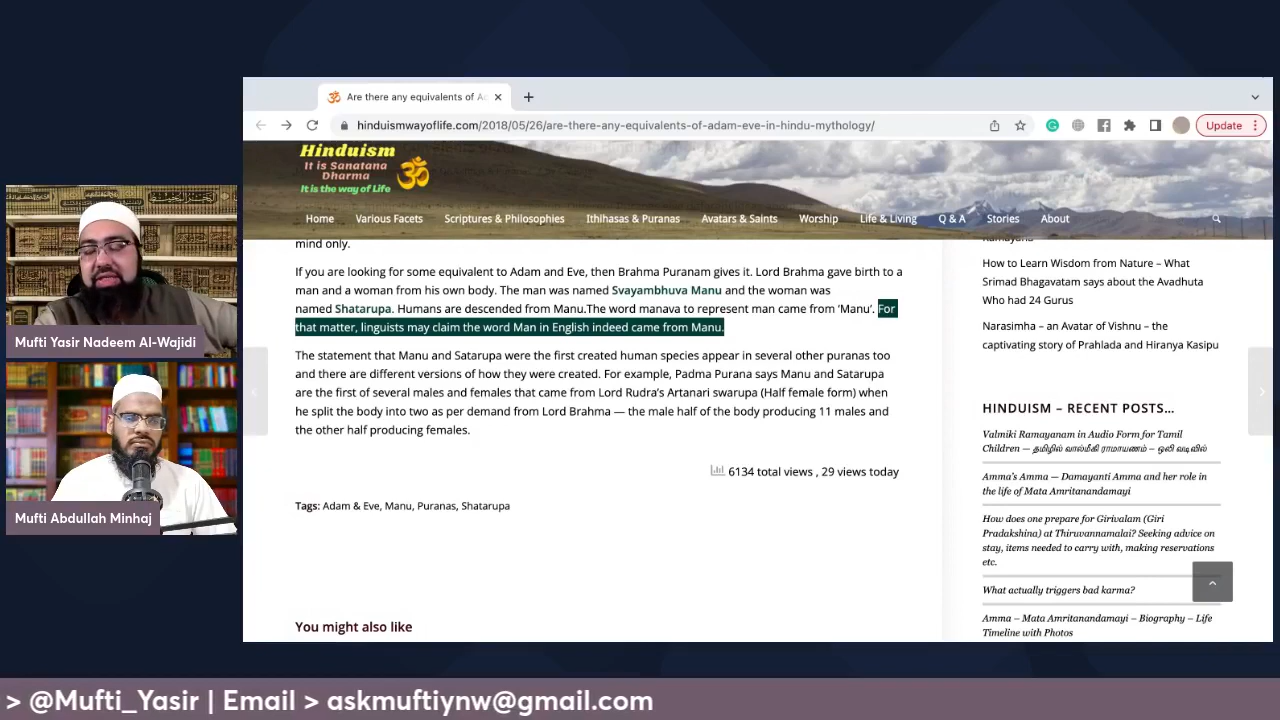 Are there any equivalents of Ad
hinduismwayoflife.com/2018/05/26/are-there-any-equivalents-of-adam-eve-in-hindu-mythology/
Update
Hinduism
It is Sanatana
Dharma
It is the way of Life
ॐ
Home
Various Facets
Scriptures & Philosophies
Ithihasas & Puranas
Avatars & Saints
Worship
Life & Living
Q & A
Stories
About
mind only.
If you are looking for some equivalent to Adam and Eve, then Brahma Puranam gives it. Lord Brahma gave birth to a
man and a woman from his own body. The man was named Svayambhuva Manu and the woman was
named Shatarupa. Humans are descended from Manu.The word manava to represent man came from 'Manu'. For
that matter, linguists may claim the word Man in English indeed came from Manu.
The statement that Manu and Satarupa were the first created human species appear in several other puranas too
and there are different versions of how they were created. For example, Padma Purana says Manu and Satarupa
are the first of several males and females that came from Lord Rudra's Artanari swarupa (Half female form) when
he split the body into two as per demand from Lord Brahma — the male half of the body producing 11 males and
the other half producing females.
6134 total views , 29 views today
Tags: Adam & Eve, Manu, Puranas, Shatarupa
You might also like
Ramayana
How to Learn Wisdom from Nature – What
Srimad Bhagavatam says about the Avadhuta
Who had 24 Gurus
Narasimha – an Avatar of Vishnu – the
captivating story of Prahlada and Hiranya Kasipu
HINDUISM – RECENT POSTS...
Valmiki Ramayanam in Audio Form for Tamil
Children — தமிழில் வால்மீகி ராமாயணம் – ஒலி வடிவில்
Amma's Amma — Damayanti Amma and her role in
the life of Mata Amritanandamayi
How does one prepare for Girivalam (Giri
Pradakshina) at Thiruvannamalai? Seeking advice on
stay, items needed to carry with, making reservations
etc.
What actually triggers bad karma?
Amma – Mata Amritanandamayi – Biography – Life
Timeline with Photos
Mufti Yasir Nadeem Al-Wajidi
Mufti Abdullah Minhaj
> @Mufti_Yasir | Email > askmuftiynw@gmail.com